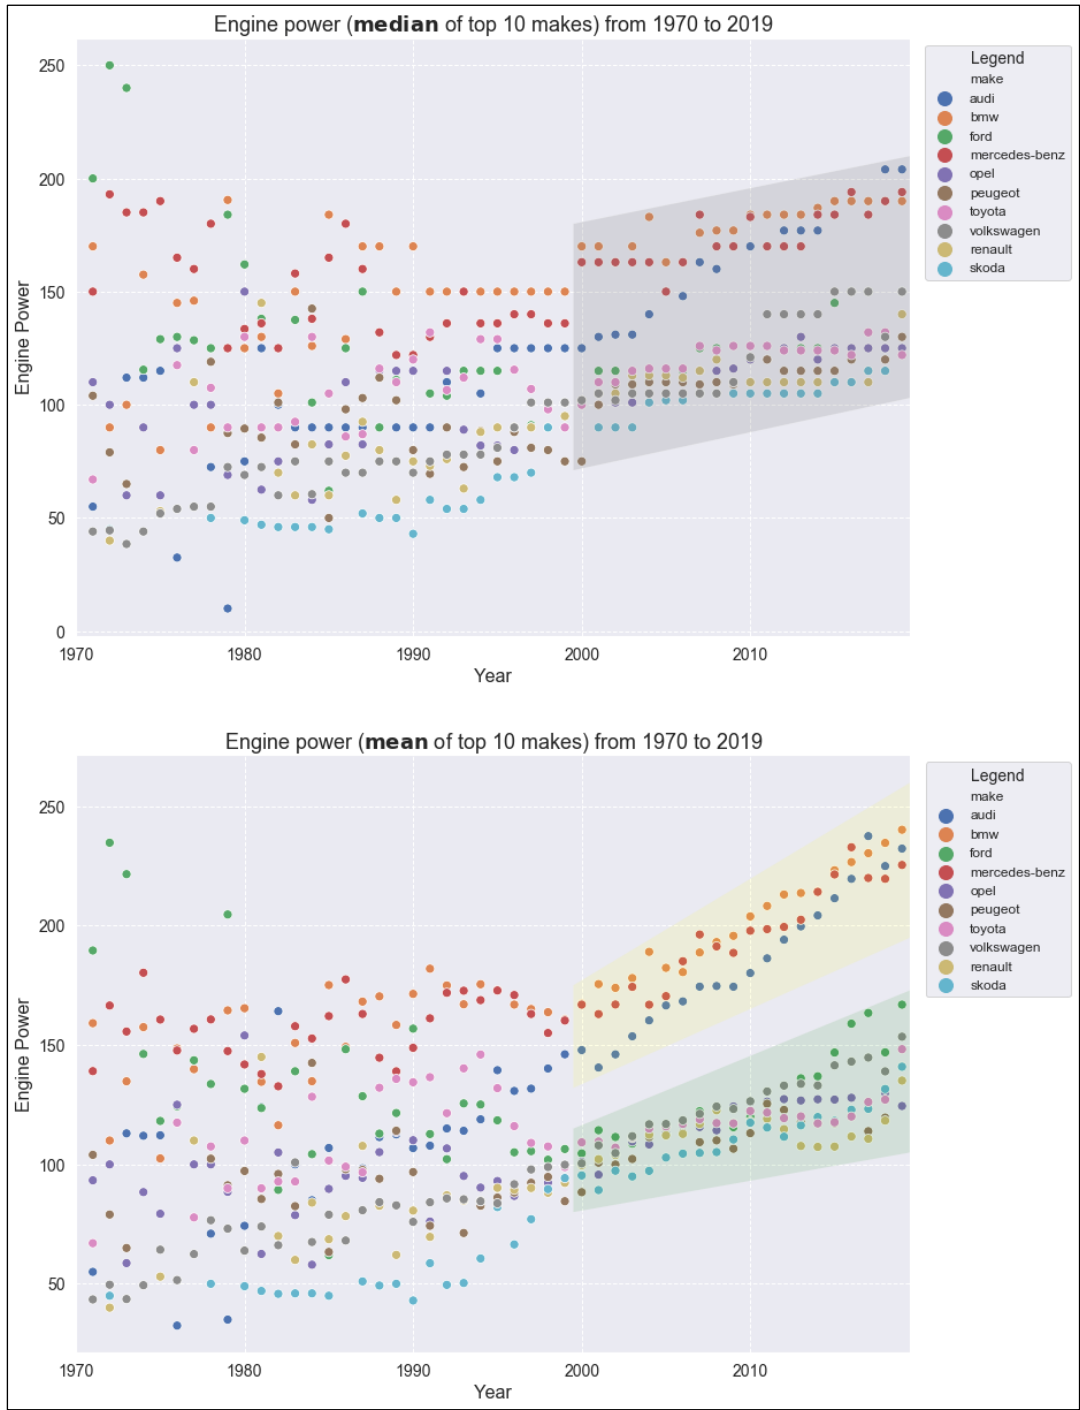 Engine power (median of top 10 makes) from 1970 to 2019
250
200
150
100
50
0
Engine Power
1970 1980 1990 2000 2010
Year
Legend
make
audi
bmw
ford
mercedes-benz
opel
peugeot
toyota
volkswagen
renault
skoda
Engine power (mean of top 10 makes) from 1970 to 2019
250
200
150
100
50
Engine Power
1970 1980 1990 2000 2010
Year
Legend
make
audi
bmw
ford
mercedes-benz
opel
peugeot
toyota
volkswagen
renault
skoda